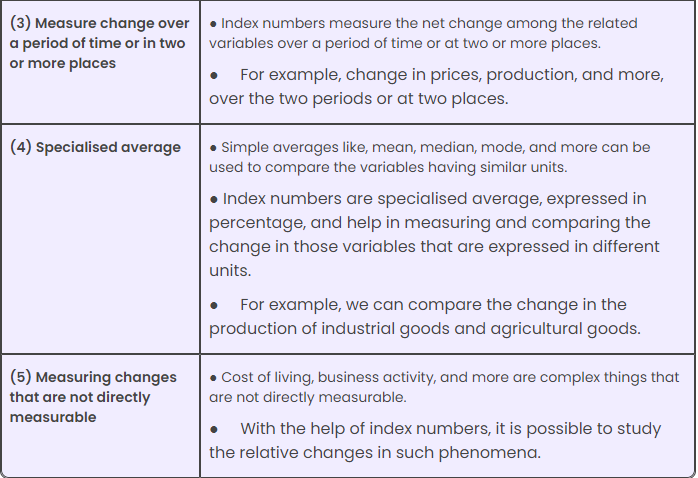 (3) Measure change over
a period of time or in two
or more places
● Index numbers measure the net change among the related
variables over a period of time or at two or more places.
● For example, change in prices, production, and more,
over the two periods or at two places.
(4) Specialised average
● Simple averages like, mean, median, mode, and more can be
used to compare the variables having similar units.
● Index numbers are specialised average, expressed in
percentage, and help in measuring and comparing the
change in those variables that are expressed in different
units.
● For example, we can compare the change in the
production of industrial goods and agricultural goods.
(5) Measuring changes
that are not directly
measurable
● Cost of living, business activity, and more are complex things that
are not directly measurable.
● With the help of index numbers, it is possible to study
the relative changes in such phenomena.